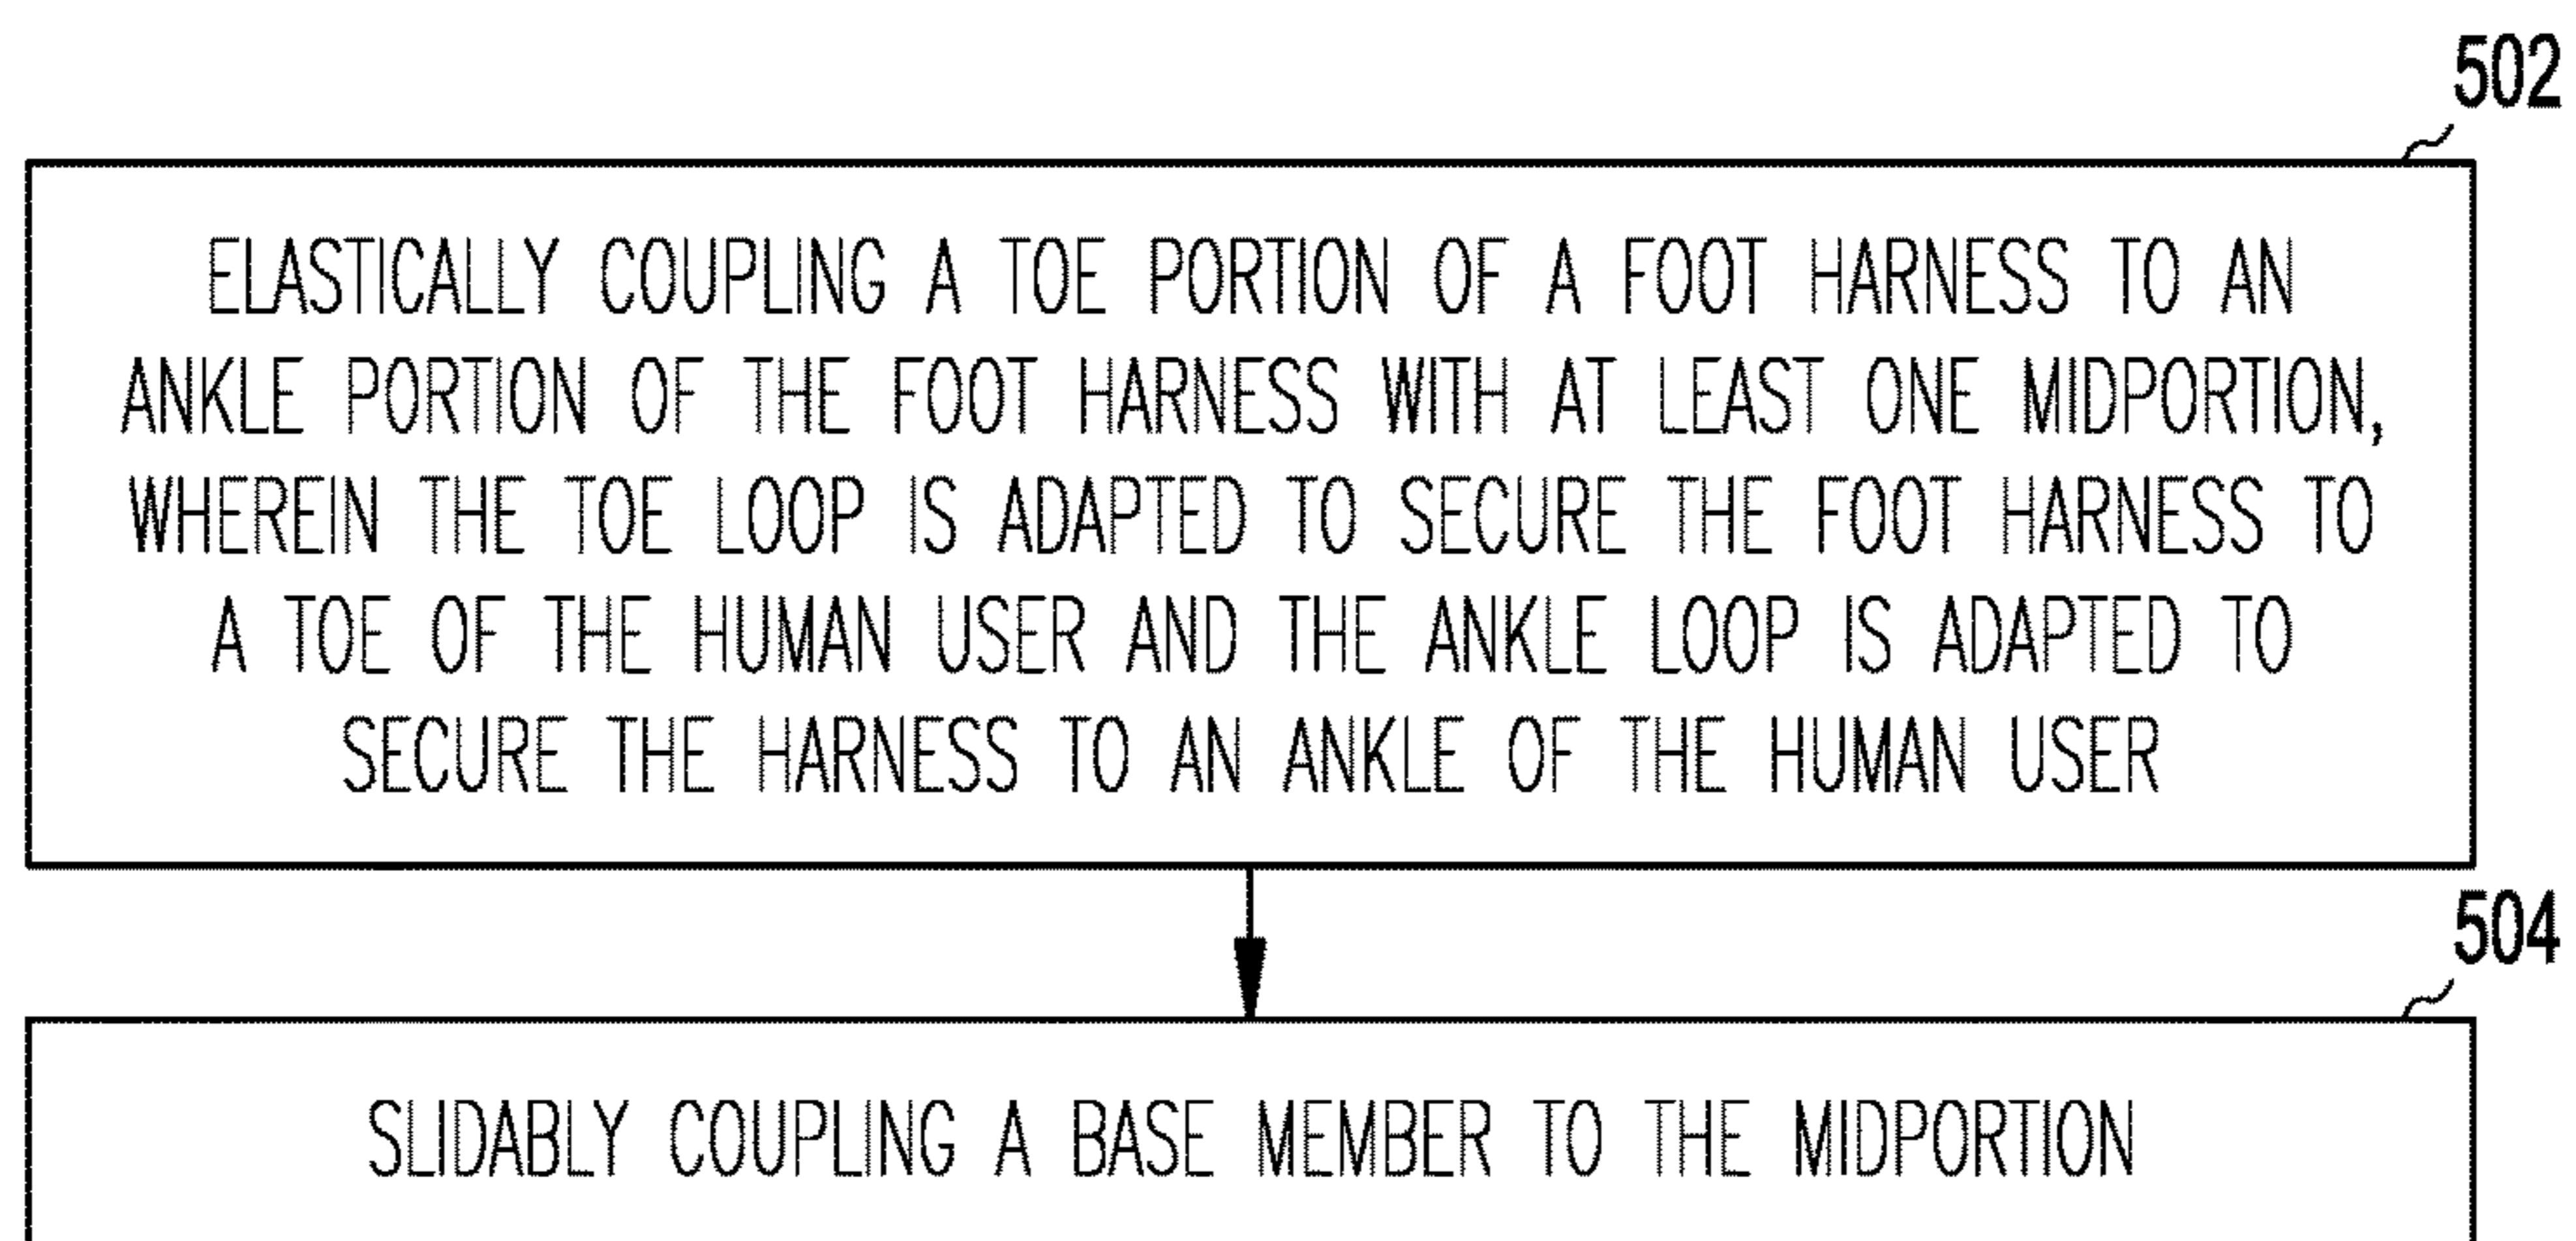 502
ELASTICALLY COUPLING A TOE PORTION OF A FOOT HARNESS TO AN
ANKLE PORTION OF THE FOOT HARNESS WITH AT LEAST ONE MIDPORTION,
WHEREIN THE TOE LOOP IS ADAPTED TO SECURE THE FOOT HARNESS TO
A TOE OF THE HUMAN USER AND THE ANKLE LOOP IS ADAPTED TO
SECURE THE HARNESS TO AN ANKLE OF THE HUMAN USER
504
SLIDABLY COUPLING A BASE MEMBER TO THE MIDPORTION